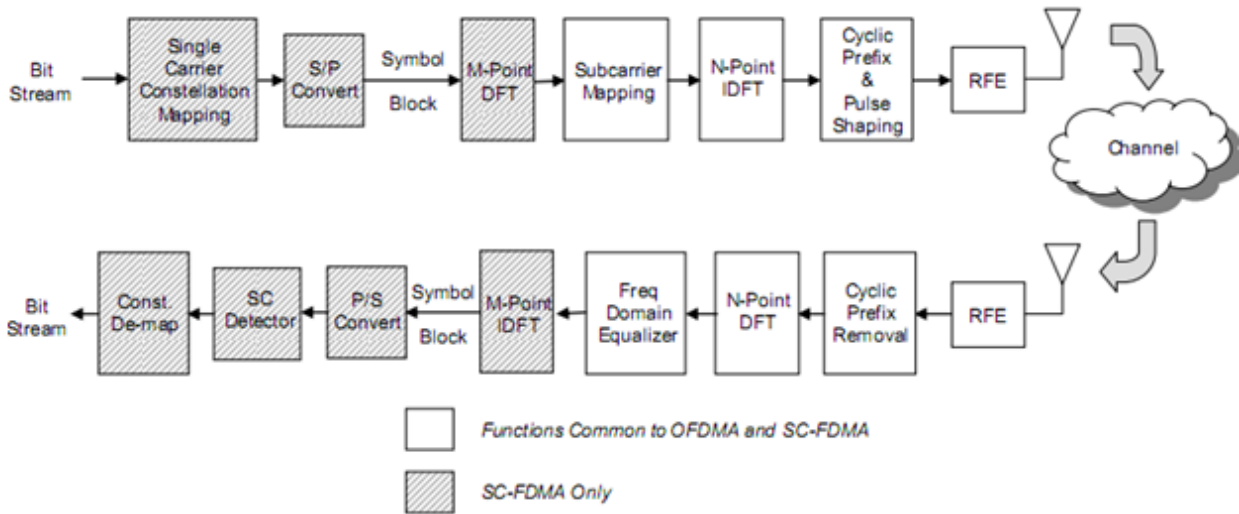 Bit
Stream
Single
Carrier
Constellation
Mapping
S/P
Convert
Symbol
Block
M-Point
DFT
Subcarrier
Mapping
N-Point
IDFT
Cyclic
Prefix
&
Pulse
Shaping
RFE
Channel
Bit
Stream
Const.
De-map
SC
Detector
P/S
Convert
Symbol
Block
M-Point
IDFT
Freq
Domain
Equalizer
N-Point
DFT
Cyclic
Prefix
Removal
RFE
Functions Common to OFDMA and SC-FDMA
SC-FDMA Only